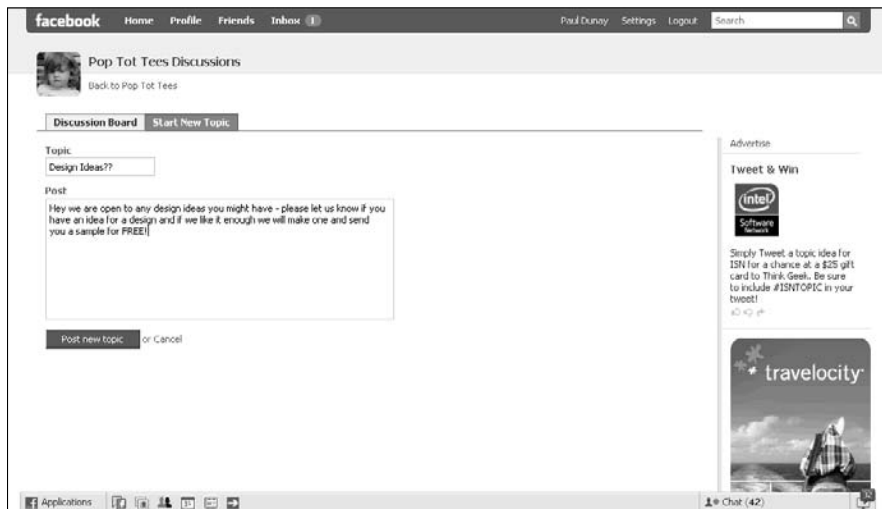 facebook Home Profile Friends Inbox 1 Paul Dunay Settings Logout Search
Pop Tot Tees Discussions
Back to Pop Tot Tees
Discussion Board Start New Topic
Topic
Design Ideas??
Post
Hey we are open to any design ideas you might have - please let us know if you
have an idea for a design and if we like it enough we will make one and send
you a sample for FREE!
Post new topic or Cancel
Advertise
Tweet & Win
intel
Software
Network
Simply Tweet a topic idea for
ISN for a chance at a $25 gift
card to Think Geek. Be sure
to include #ISNTOPIC in your
tweet!
travelocity
Applications 31 Chat (42)